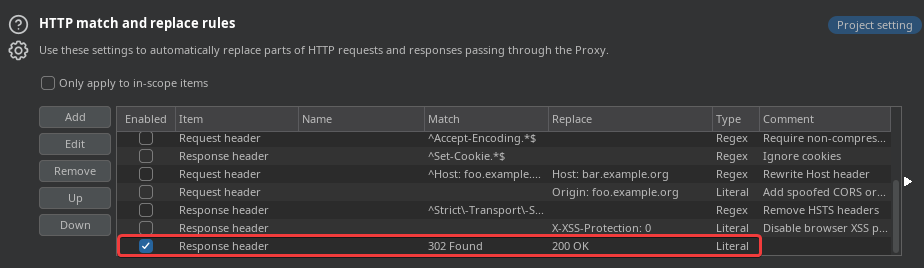 HTTP match and replace rules
Project setting
Use these settings to automatically replace parts of HTTP requests and responses passing through the Proxy.
Only apply to in-scope items
Add
Edit
Remove
Up
Down
Enabled Item Name Match Replace Type Comment
Request header ^Accept-Encoding.*$ Regex Require non-compres...
Response header ^Set-Cookie.*$ Regex Ignore cookies
Request header ^Host: foo.example.... Host: bar.example.org Regex Rewrite Host header
Request header Origin: foo.example.org Literal Add spoofed CORS or...
Response header ^Strict\-Transport\-S... Regex Remove HSTS headers
Response header X-XSS-Protection: 0 Literal Disable browser XSS p...
Response header 302 Found 200 OK Literal